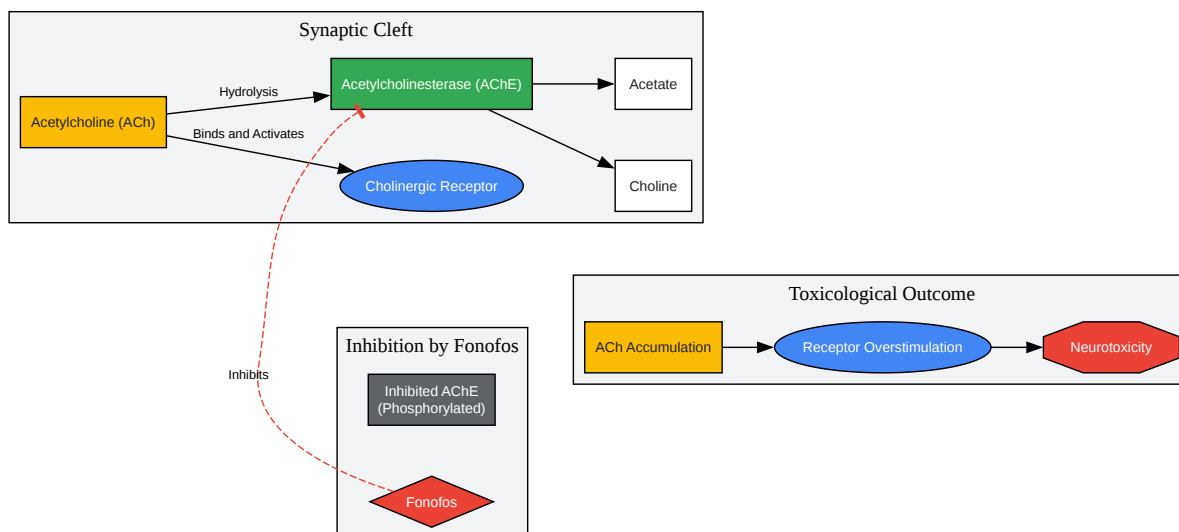 Synaptic Cleft
Acetylcholine (ACh)
Hydrolysis
Binds and Activates
Acetylcholinesterase (AChE)
Cholinergic Receptor
Acetate
Choline
Toxicological Outcome
ACh Accumulation
Receptor Overstimulation
Neurotoxicity
Inhibition by Fonofos
Inhibited AChE
(Phosphorylated)
Inhibits
Fonofos